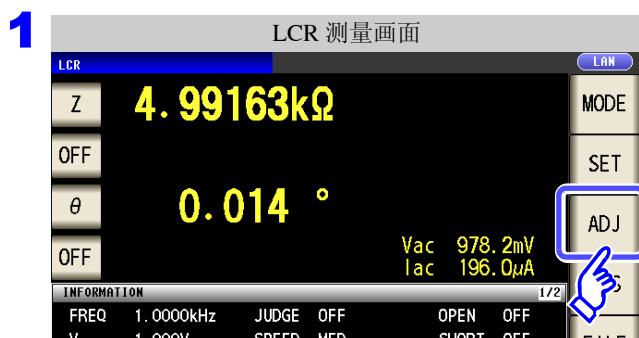 1
LCR 测量画面
LCR LAN
Z 4.99163kΩ MODE
OFF SET
θ 0.014 ° ADJ
OFF Vac 978.2mV
Iac 196.0μA
INFORMATION 1/2
FREQ 1.0000kHz JUDGE OFF OPEN OFF